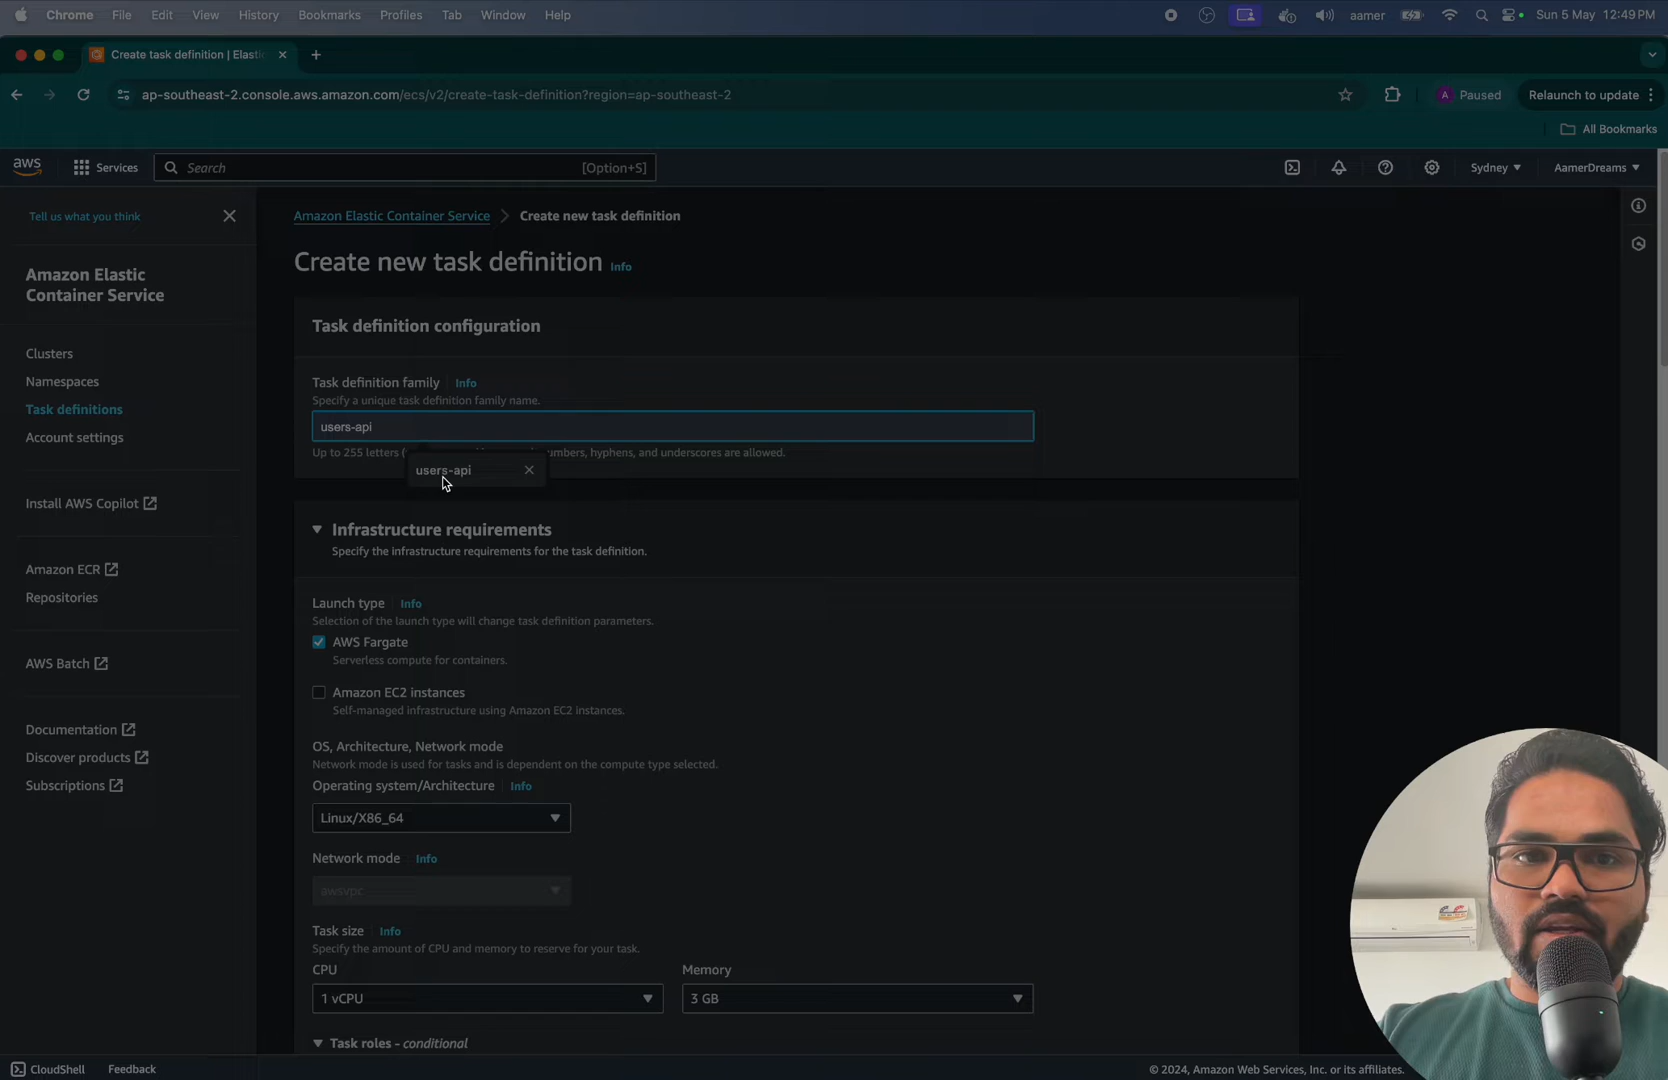 Chrome File Edit View History Bookmarks Profiles Tab Window Help aamer Sun 5 May 12:49 PM
Create task definition | Elasti
ap-southeast-2.console.aws.amazon.com/ecs/v2/create-task-definition?region=ap-southeast-2 A Paused Relaunch to update
All Bookmarks
aws Services Search [Option+S] Sydney AamerDreams
Tell us what you think
Amazon Elastic Container Service
Clusters
Namespaces
Task definitions
Account settings
Install AWS Copilot
Amazon ECR
Repositories
AWS Batch
Documentation
Discover products
Subscriptions
Amazon Elastic Container Service > Create new task definition
Create new task definition Info
Task definition configuration
Task definition family Info
Specify a unique task definition family name.
users-api
Up to 255 letters umbers, hyphens, and underscores are allowed.
users-api
Infrastructure requirements
Specify the infrastructure requirements for the task definition.
Launch type Info
Selection of the launch type will change task definition parameters.
AWS Fargate
Serverless compute for containers.
Amazon EC2 instances
Self-managed infrastructure using Amazon EC2 instances.
OS, Architecture, Network mode
Network mode is used for tasks and is dependent on the compute type selected.
Operating system/Architecture Info
Linux/X86_64
Network mode Info
awsvpc
Task size Info
Specify the amount of CPU and memory to reserve for your task.
CPU Memory
1 vCPU 3 GB
Task roles - conditional
CloudShell Feedback © 2024, Amazon Web Services, Inc. or its affiliates.